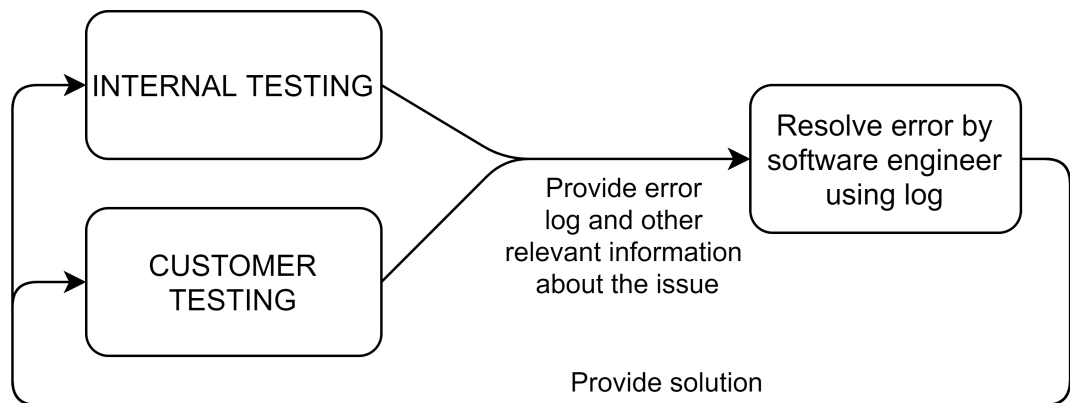 INTERNAL TESTING
CUSTOMER
TESTING
Provide error
log and other
relevant information
about the issue
Resolve error by
software engineer
using log
Provide solution